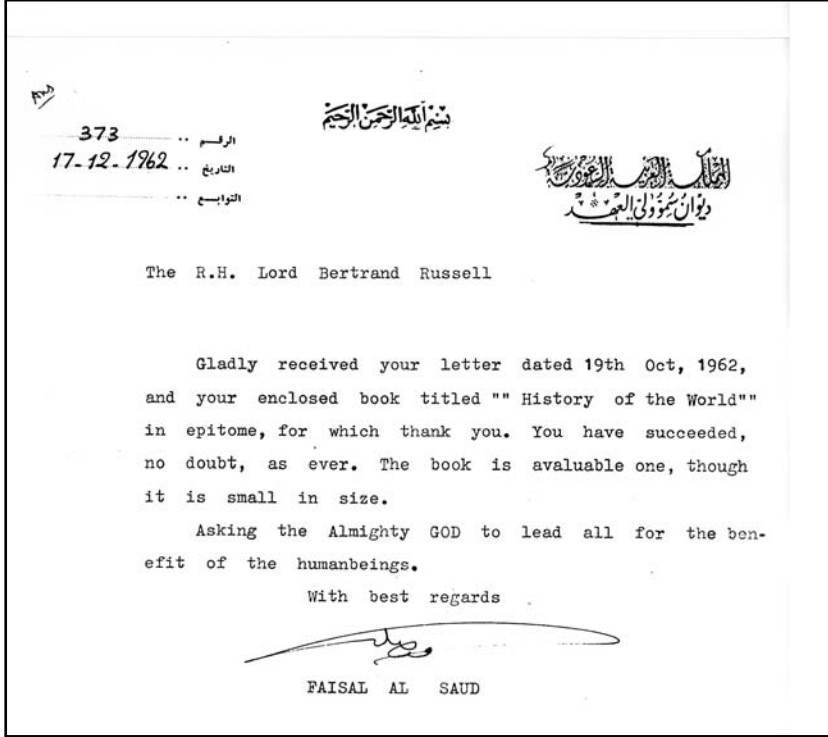 بسم الله الرحمن الرحيم
الرقم .. 373
التاريخ .. 17-12-1962
التوابع ..
المملكة العربية السعودية
ديوان سمو ولي العهد
The R.H. Lord Bertrand Russell
Gladly received your letter dated 19th Oct, 1962,
and your enclosed book titled "" History of the World""
in epitome, for which thank you. You have succeeded,
no doubt, as ever. The book is avaluable one, though
it is small in size.
Asking the Almighty GOD to lead all for the ben-
efit of the humanbeings.
With best regards
فيصل
FAISAL AL SAUD